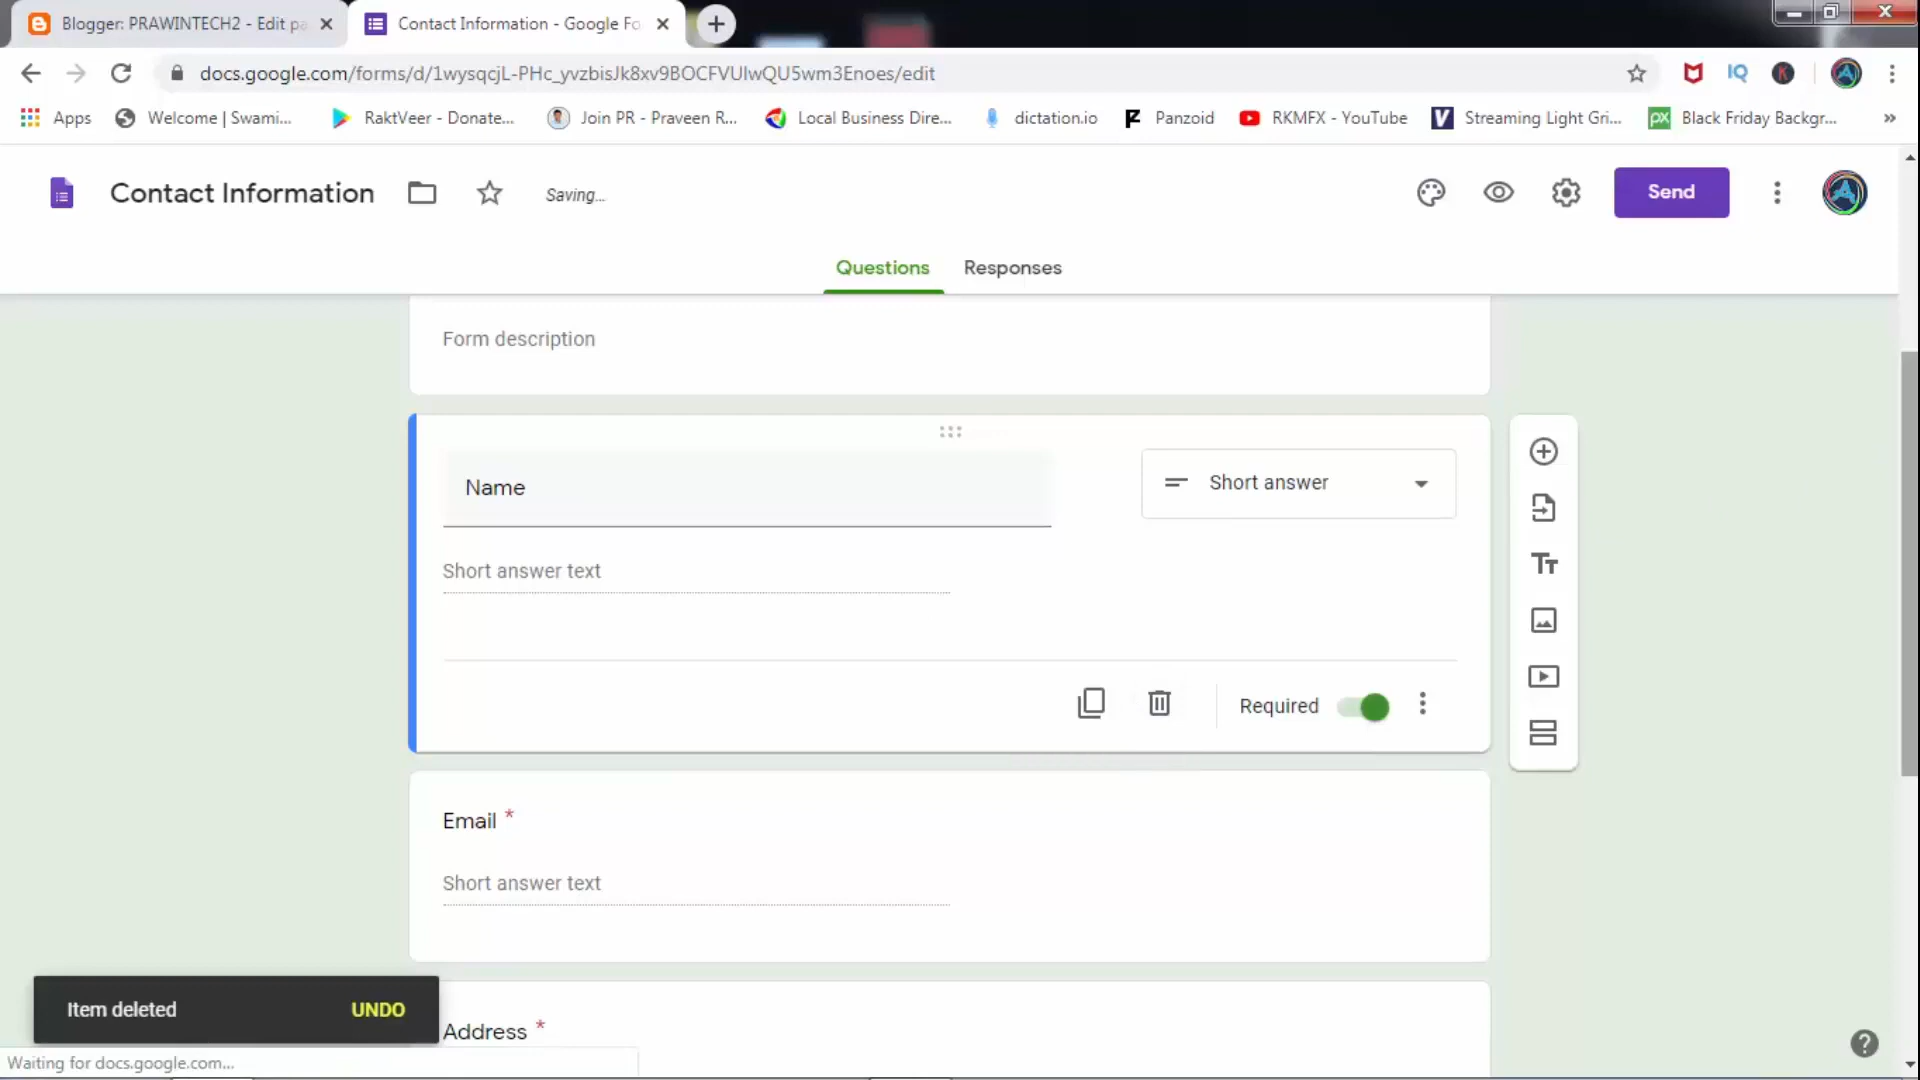 Blogger: PRAWINTECH2 - Edit pa
Contact Information - Google Fo
docs.google.com/forms/d/1wysqcjL-PHc_yvzbisJk8xv9BOCFVUlwQU5wm3Enoes/edit
Apps
Welcome | Swami...
RaktVeer - Donate...
Join PR - Praveen R...
Local Business Dire...
dictation.io
Panzoid
RKMFX - YouTube
Streaming Light Gri...
Black Friday Backgr...
Contact Information
Saving...
Send
Questions
Responses
Form description
Name
Short answer
Short answer text
Required
Email *
Short answer text
Item deleted
UNDO
Address *
Waiting for docs.google.com...